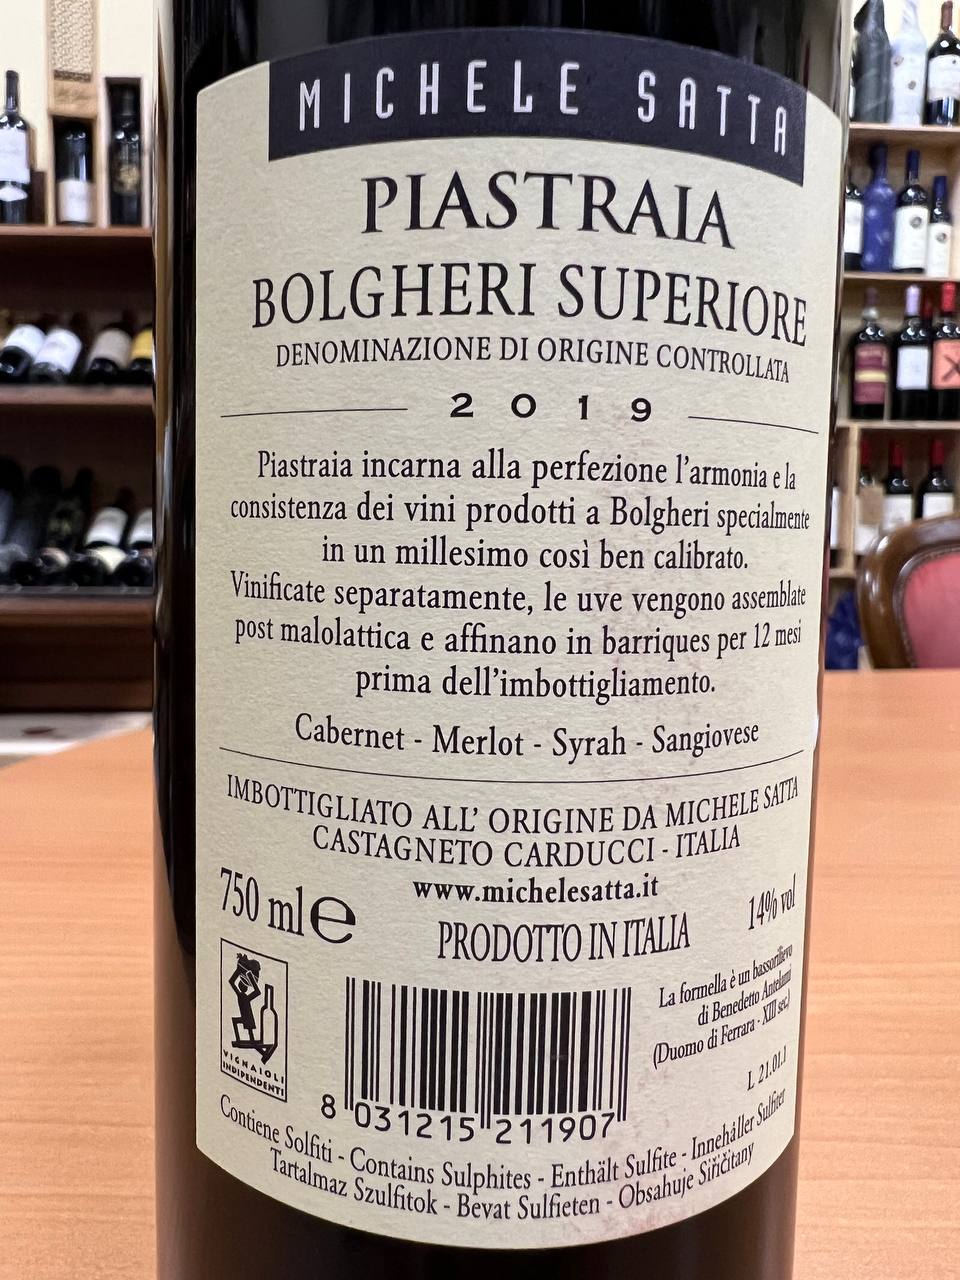 MICHELE SATTA
PIASTRAIA
BOLGHERI SUPERIORE
DENOMINAZIONE DI ORIGINE CONTROLLATA
2019
Piastraia incarna alla perfezione l'armonia e la
consistenza dei vini prodotti a Bolgheri specialmente
in un millesimo così ben calibrato.
Vinificate separatamente, le uve vengono assemblate
post malolattica e affinano in barriques per 12 mesi
prima dell'imbottigliamento.
Cabernet - Merlot - Syrah - Sangiovese
IMBOTTIGLIATO ALL' ORIGINE DA MICHELE SATTA
CASTAGNETO CARDUCCI - ITALIA
www.michelesatta.it
750 ml e
14% vol
PRODOTTO IN ITALIA
La formella è un bassorilievo
di Benedetto Antelami
(Duomo di Ferrara - XIII sec.)
L 21.01.1
VIGNAIOLI
INDIPENDENTI
8 031215 211907
Contiene Solfiti - Contains Sulphites - Enthält Sulfite - Innehåller Sulfiter
Tartalmaz Szulfitok - Bevat Sulfieten - Obsahuje Siřičitany